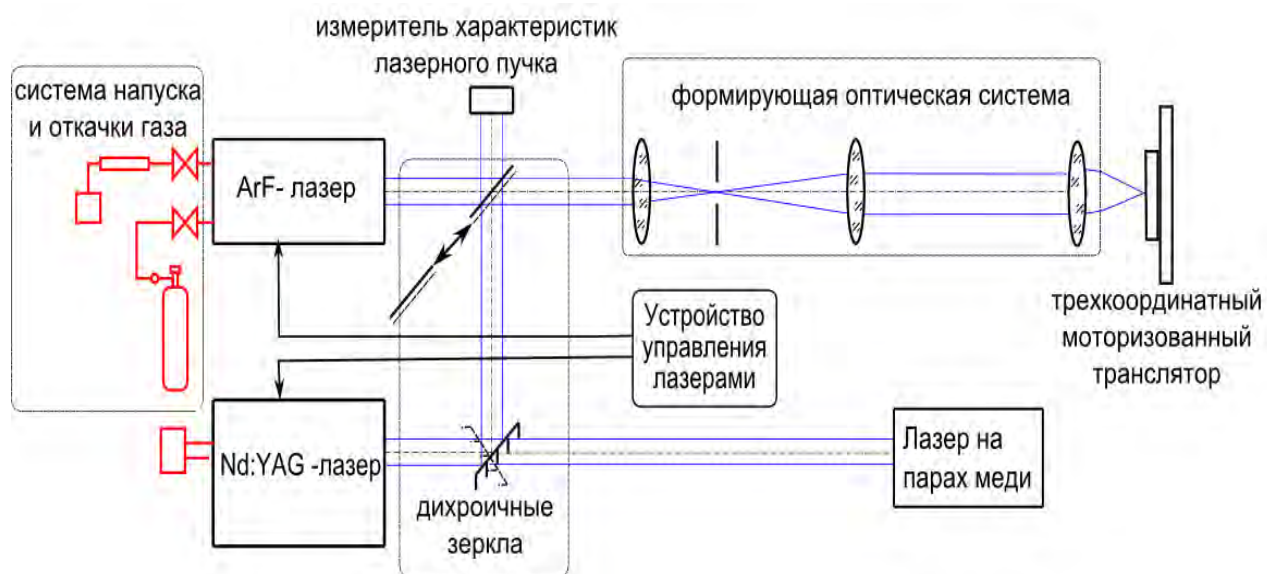 измеритель характеристик
лазерного пучка
система напуска
и откачки газа
формирующая оптическая система
ArF- лазер
трехкоординатный
моторизованный
транслятор
Устройство
управления
лазерами
Nd:YAG -лазер
Лазер на
парах меди
дихроичные
зеркла